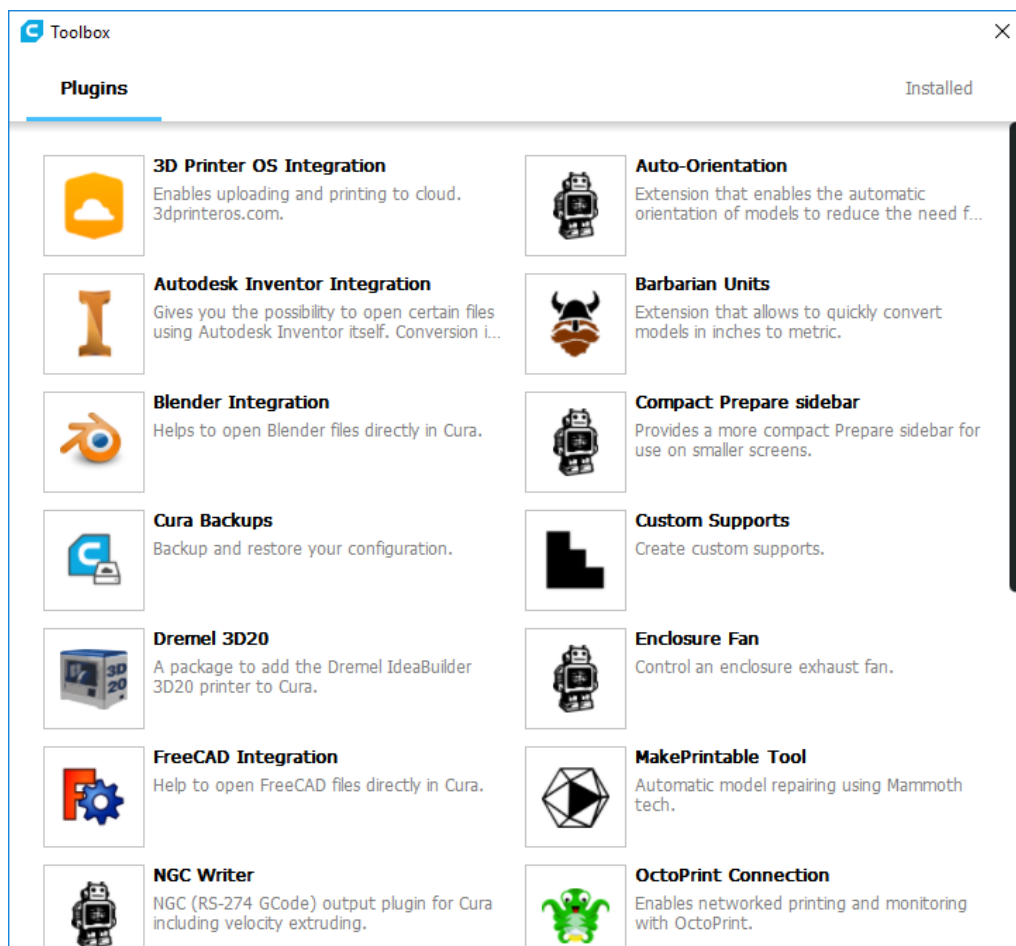 Toolbox
Plugins
Installed
3D Printer OS Integration
Enables uploading and printing to cloud.
3dprinteros.com.
Auto-Orientation
Extension that enables the automatic
orientation of models to reduce the need f...
Autodesk Inventor Integration
Gives you the possibility to open certain files
using Autodesk Inventor itself. Conversion i...
Barbarian Units
Extension that allows to quickly convert
models in inches to metric.
Blender Integration
Helps to open Blender files directly in Cura.
Compact Prepare sidebar
Provides a more compact Prepare sidebar for
use on smaller screens.
Cura Backups
Backup and restore your configuration.
Custom Supports
Create custom supports.
3D
20
Dremel 3D20
A package to add the Dremel IdeaBuilder
3D20 printer to Cura.
Enclosure Fan
Control an enclosure exhaust fan.
FreeCAD Integration
Help to open FreeCAD files directly in Cura.
MakePrintable Tool
Automatic model repairing using Mammoth
tech.
NGC Writer
NGC (RS-274 GCode) output plugin for Cura
including velocity extruding.
OctoPrint Connection
Enables networked printing and monitoring
with OctoPrint.